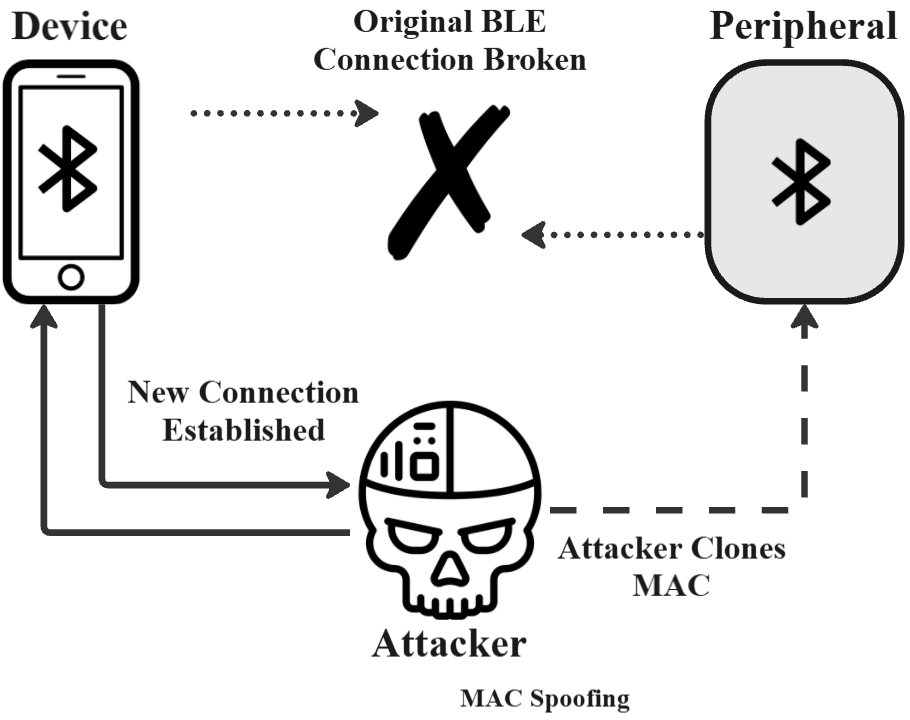 Device
Original BLE
Connection Broken
Peripheral
New Connection
Established
Attacker Clones
MAC
Attacker
MAC Spoofing